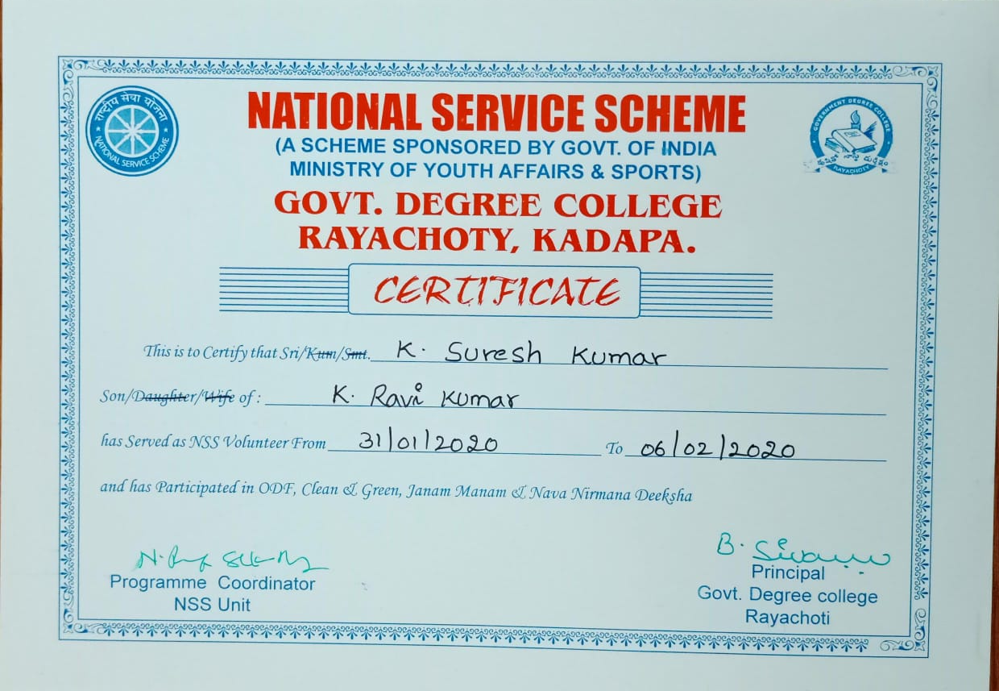 राष्ट्रीय सेवा योजना
NATIONAL SERVICE SCHEME
NATIONAL SERVICE SCHEME
(A SCHEME SPONSORED BY GOVT. OF INDIA
MINISTRY OF YOUTH AFFAIRS & SPORTS)
GOVERNMENT DEGREE COLLEGE
RAYACHOTY
GOVT. DEGREE COLLEGE
RAYACHOTY, KADAPA.
CERTIFICATE
This is to Certify that Sri/Kum/Smt. K. Suresh Kumar
Son/Daughter/Wife of : K. Ravi Kumar
has Served as NSS Volunteer From 31/01/2020 To 06/02/2020
and has Participated in ODF, Clean & Green, Janam Manam & Nava Nirmana Deeksha
Programme Coordinator
NSS Unit
B. Siva
Principal
Govt. Degree college
Rayachoti